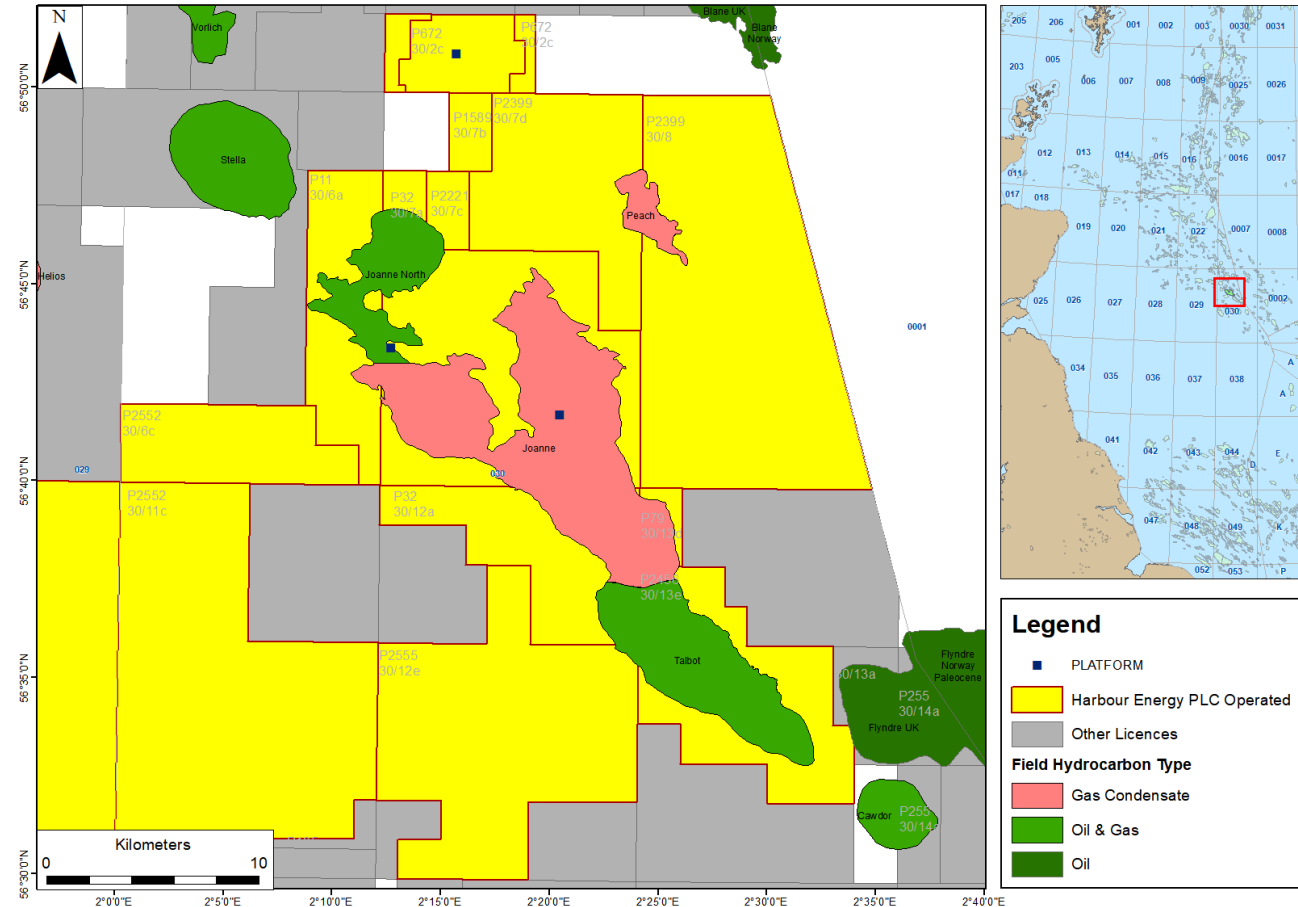 N
Vorlich
P672
30/2c
P672
30/2c
Blane UK
Blane
Norway
P1589
30/7b
P2399
30/7d
P2399
30/8
Stella
P11
30/6a
P32
30/7a
P2221
30/7c
Peach
Helios
Joanne North
0001
P2552
30/6c
Joanne
029
030
P2552
30/11c
P32
30/12a
P79
30/13e
Talbot
P2555
30/12e
30/13a
P255
30/14a
Flyndre
Norway
Paleocene
Flyndre UK
Cawdor
P255
Kilometers
0
10
56°50'0"N
56°45'0"N
56°40'0"N
56°35'0"N
56°30'0"N
2°0'0"E
2°5'0"E
2°10'0"E
2°15'0"E
2°20'0"E
2°25'0"E
2°30'0"E
2°35'0"E
2°40'0"E
205
206
001
002
003
0030
0031
203
005
006
007
008
009
0025
0026
012
013
014
015
016
0016
0017
011
017
018
019
020
021
022
0007
0008
025
026
027
028
029
030
0002
034
035
036
037
038
A
A
041
042
043
044
D
E
047
048
049
K
052
053
P
Legend
PLATFORM
Harbour Energy PLC Operated
Other Licences
Field Hydrocarbon Type
Gas Condensate
Oil & Gas
Oil